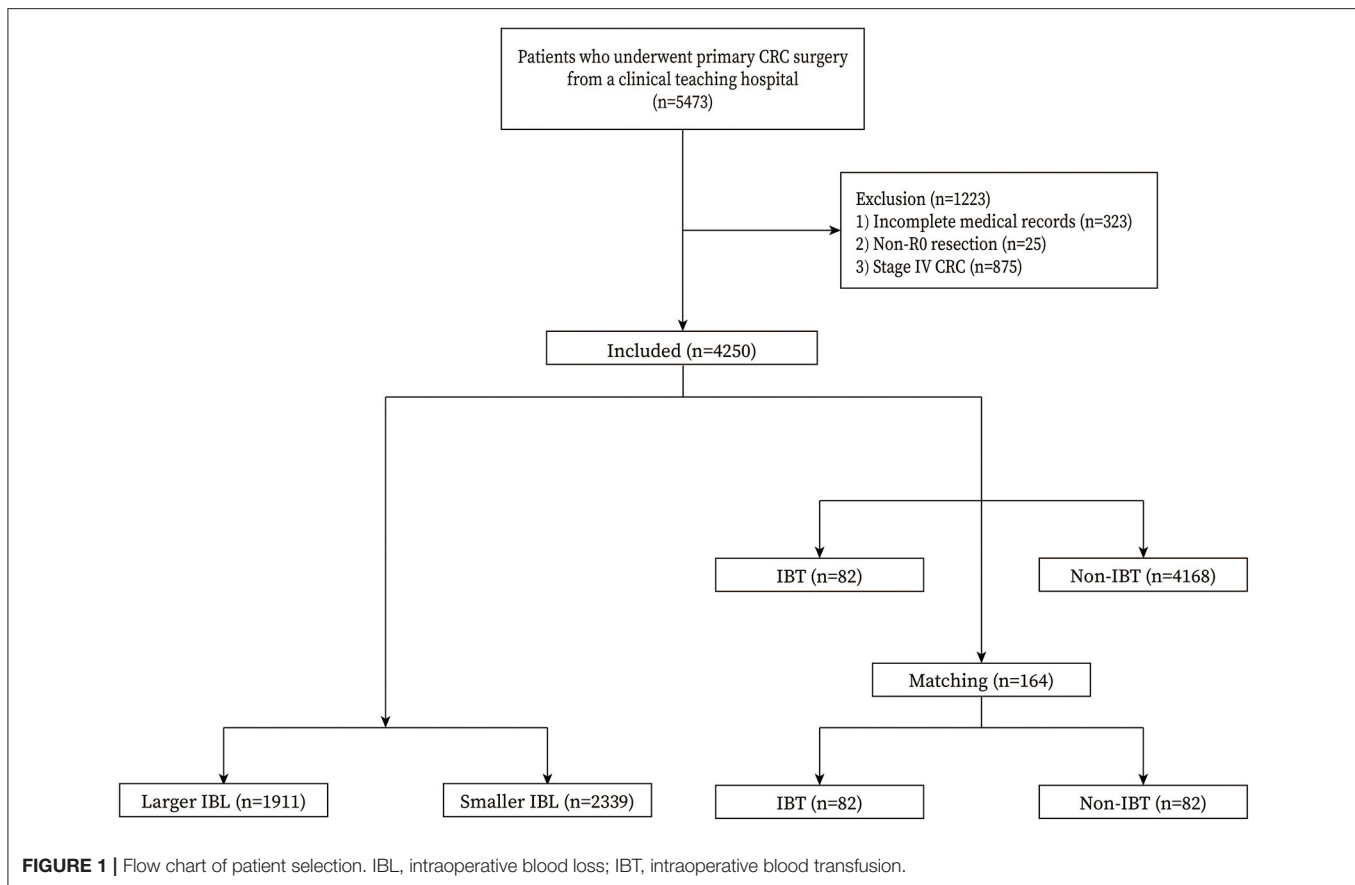 Patients who underwent primary CRC surgery
from a clinical teaching hospital
(n=5473)
Exclusion (n=1223)
1) Incomplete medical records (n=323)
2) Non-R0 resection (n=25)
3) Stage IV CRC (n=875)
Included (n=4250)
IBT (n=82)
Non-IBT (n=4168)
Matching (n=164)
Larger IBL (n=1911)
Smaller IBL (n=2339)
IBT (n=82)
Non-IBT (n=82)
FIGURE 1 | Flow chart of patient selection. IBL, intraoperative blood loss; IBT, intraoperative blood transfusion.